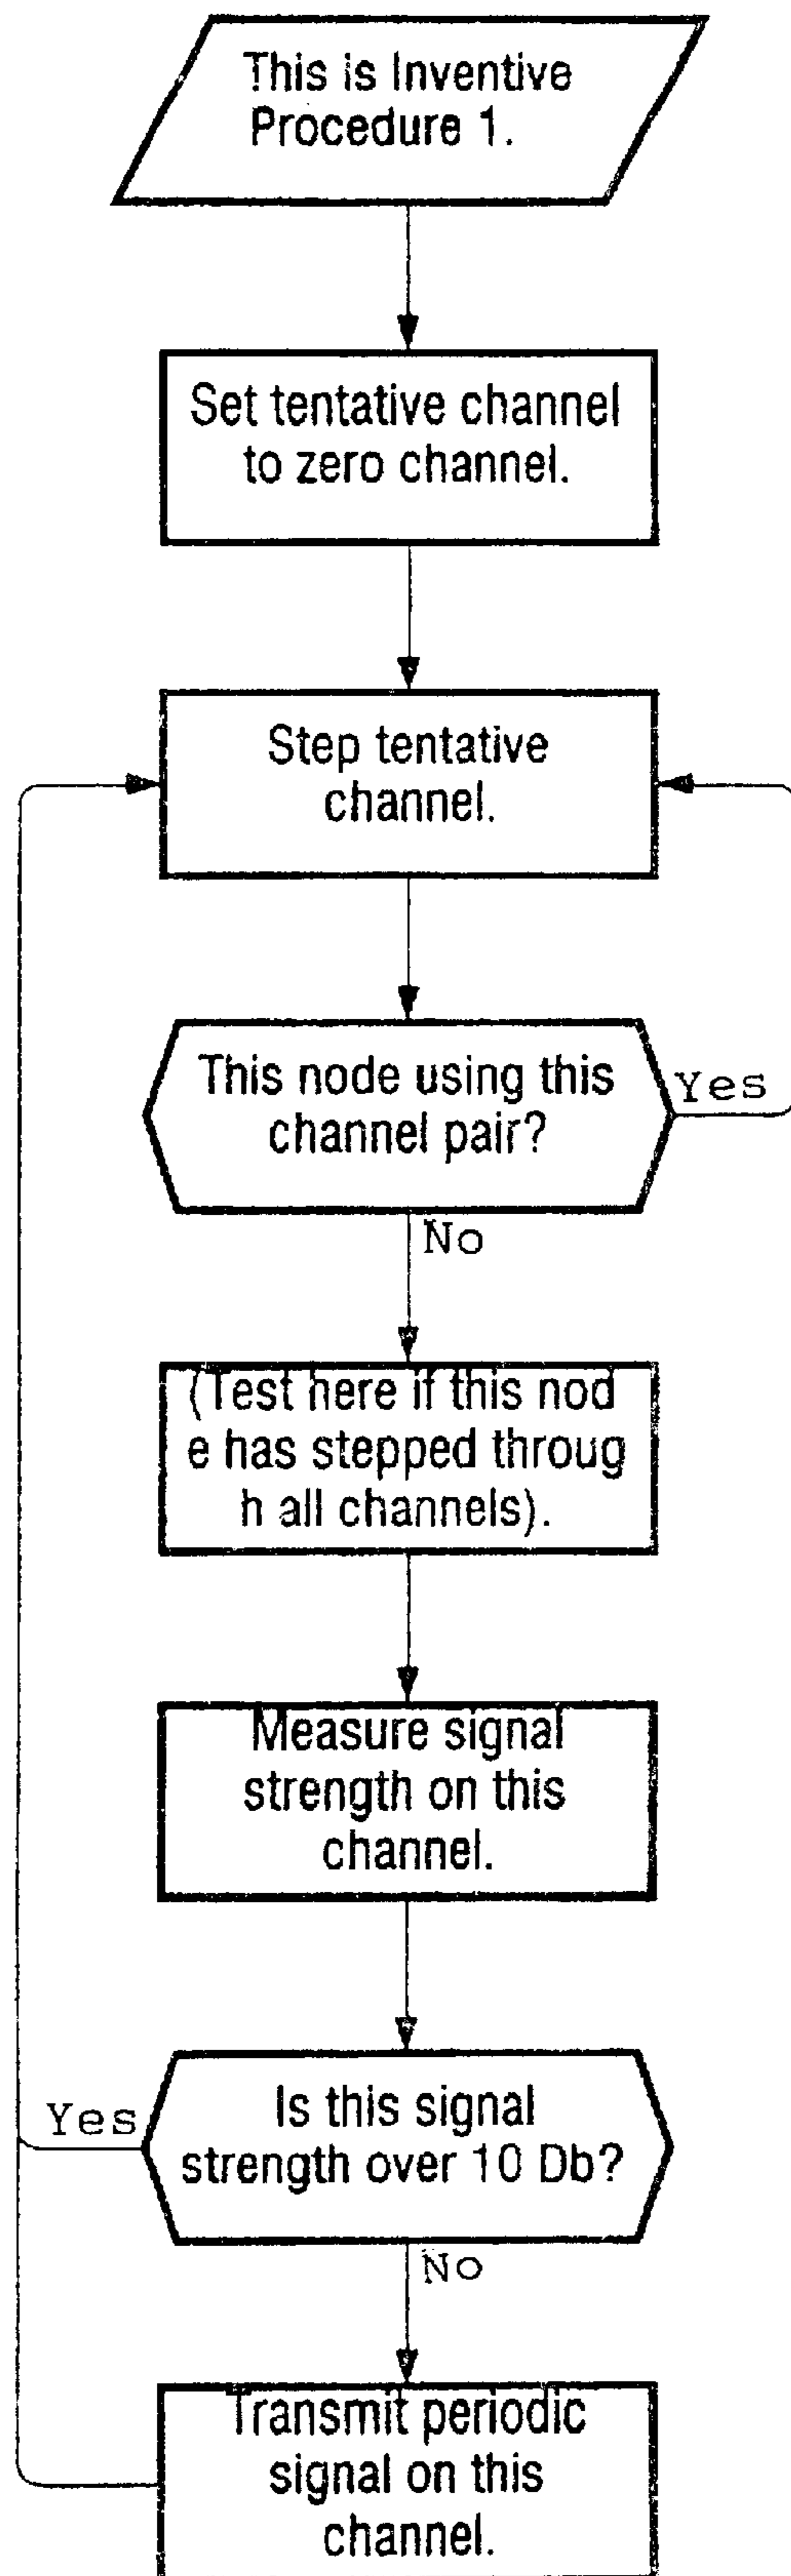 This is Inventive
Procedure 1.
Set tentative channel
to zero channel.
Step tentative
channel.
This node using this
channel pair?
Yes
No
(Test here if this nod
e has stepped throug
h all channels).
Measure signal
strength on this
channel.
Is this signal
strength over 10 Db?
Yes
No
Transmit periodic
signal on this
channel.